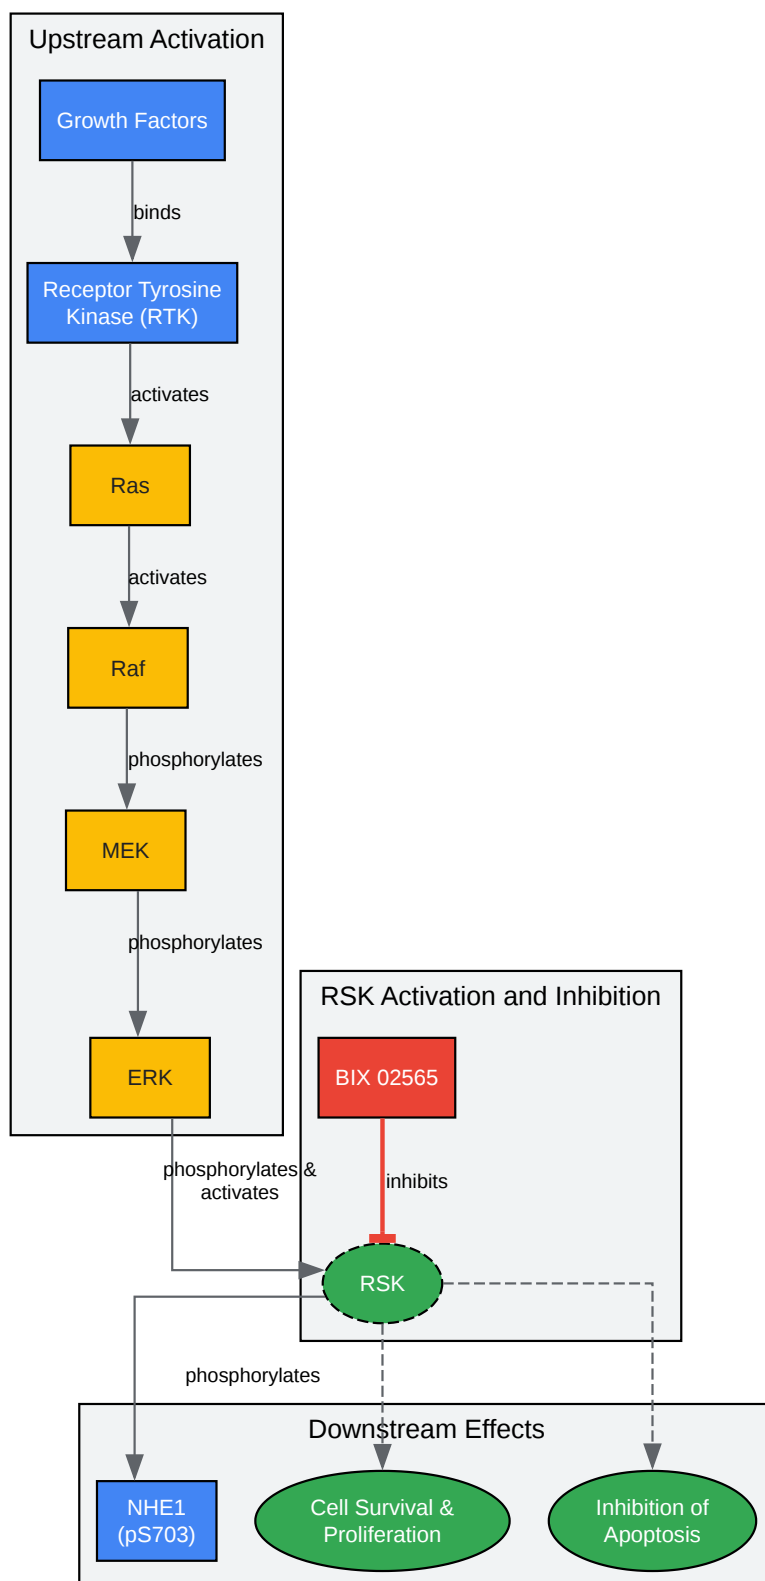 Upstream Activation
Growth Factors
binds
Receptor Tyrosine
Kinase (RTK)
activates
Ras
activates
Raf
phosphorylates
MEK
phosphorylates
ERK
RSK Activation and Inhibition
BIX 02565
phosphorylates &
activates
inhibits
RSK
phosphorylates
Downstream Effects
NHE1
(pS703)
Cell Survival &
Proliferation
Inhibition of
Apoptosis